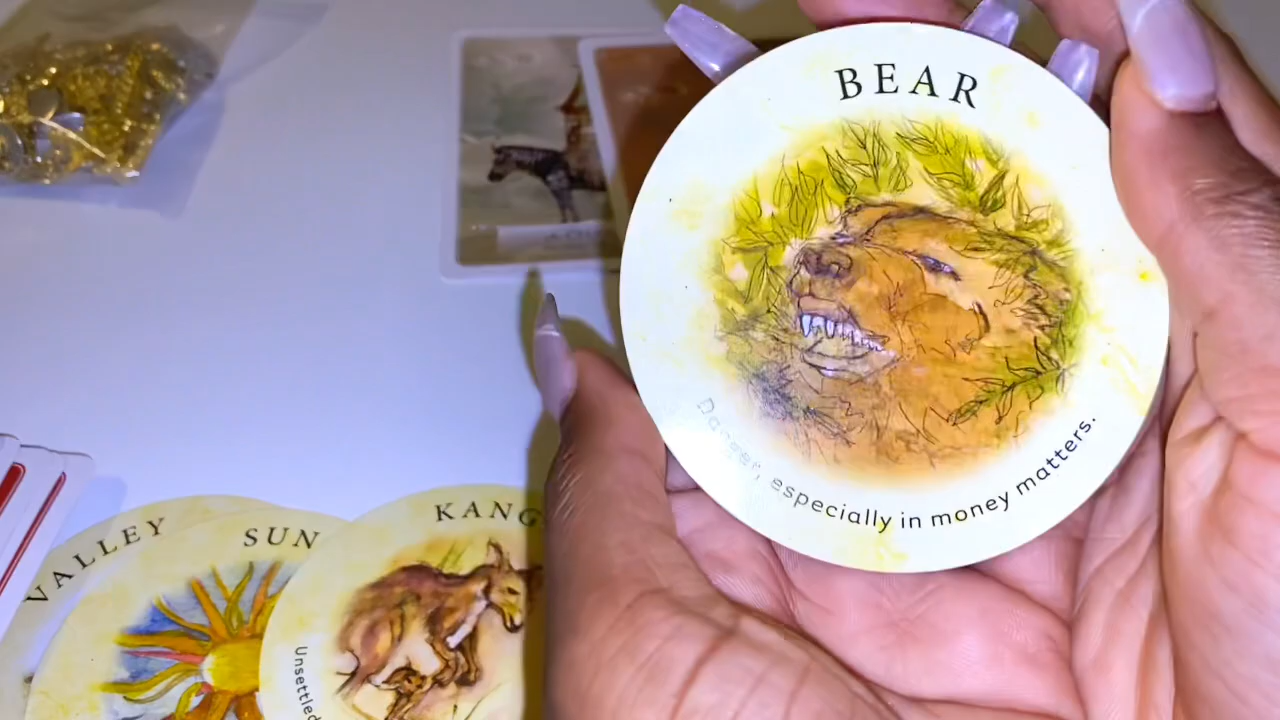 BEAR
Danger, especially in money matters.
VALLEY
SUN
KANG
Unsettled